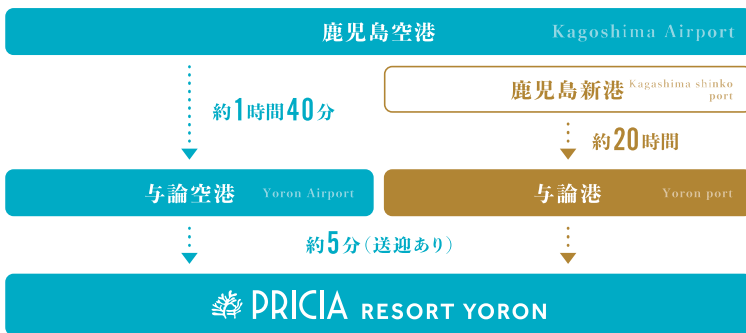 鹿児島空港 Kagoshima Airport
鹿児島新港 Kagashima shinko
port
約1時間40分
約20時間
与論空港 Yoron Airport
与論港 Yoron port
約5分(送迎あり)
PRICIA RESORT YORON